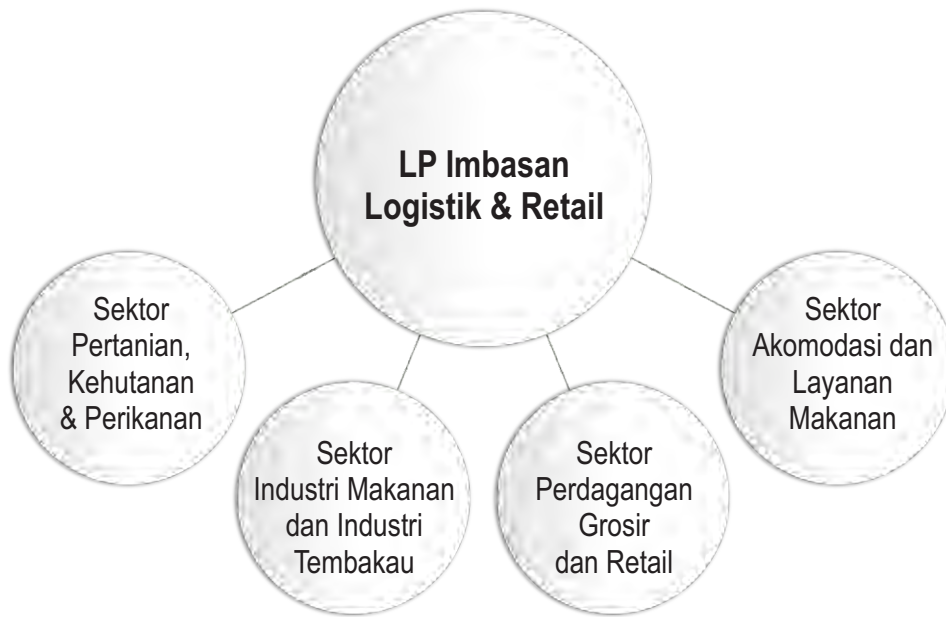 LP Imbasan
Logistik & Retail
Sektor
Pertanian,
Kehutanan
& Perikanan
Sektor
Industri Makanan
dan Industri
Tembakau
Sektor
Perdagangan
Grosir
dan Retail
Sektor
Akomodasi dan
Layanan
Makanan